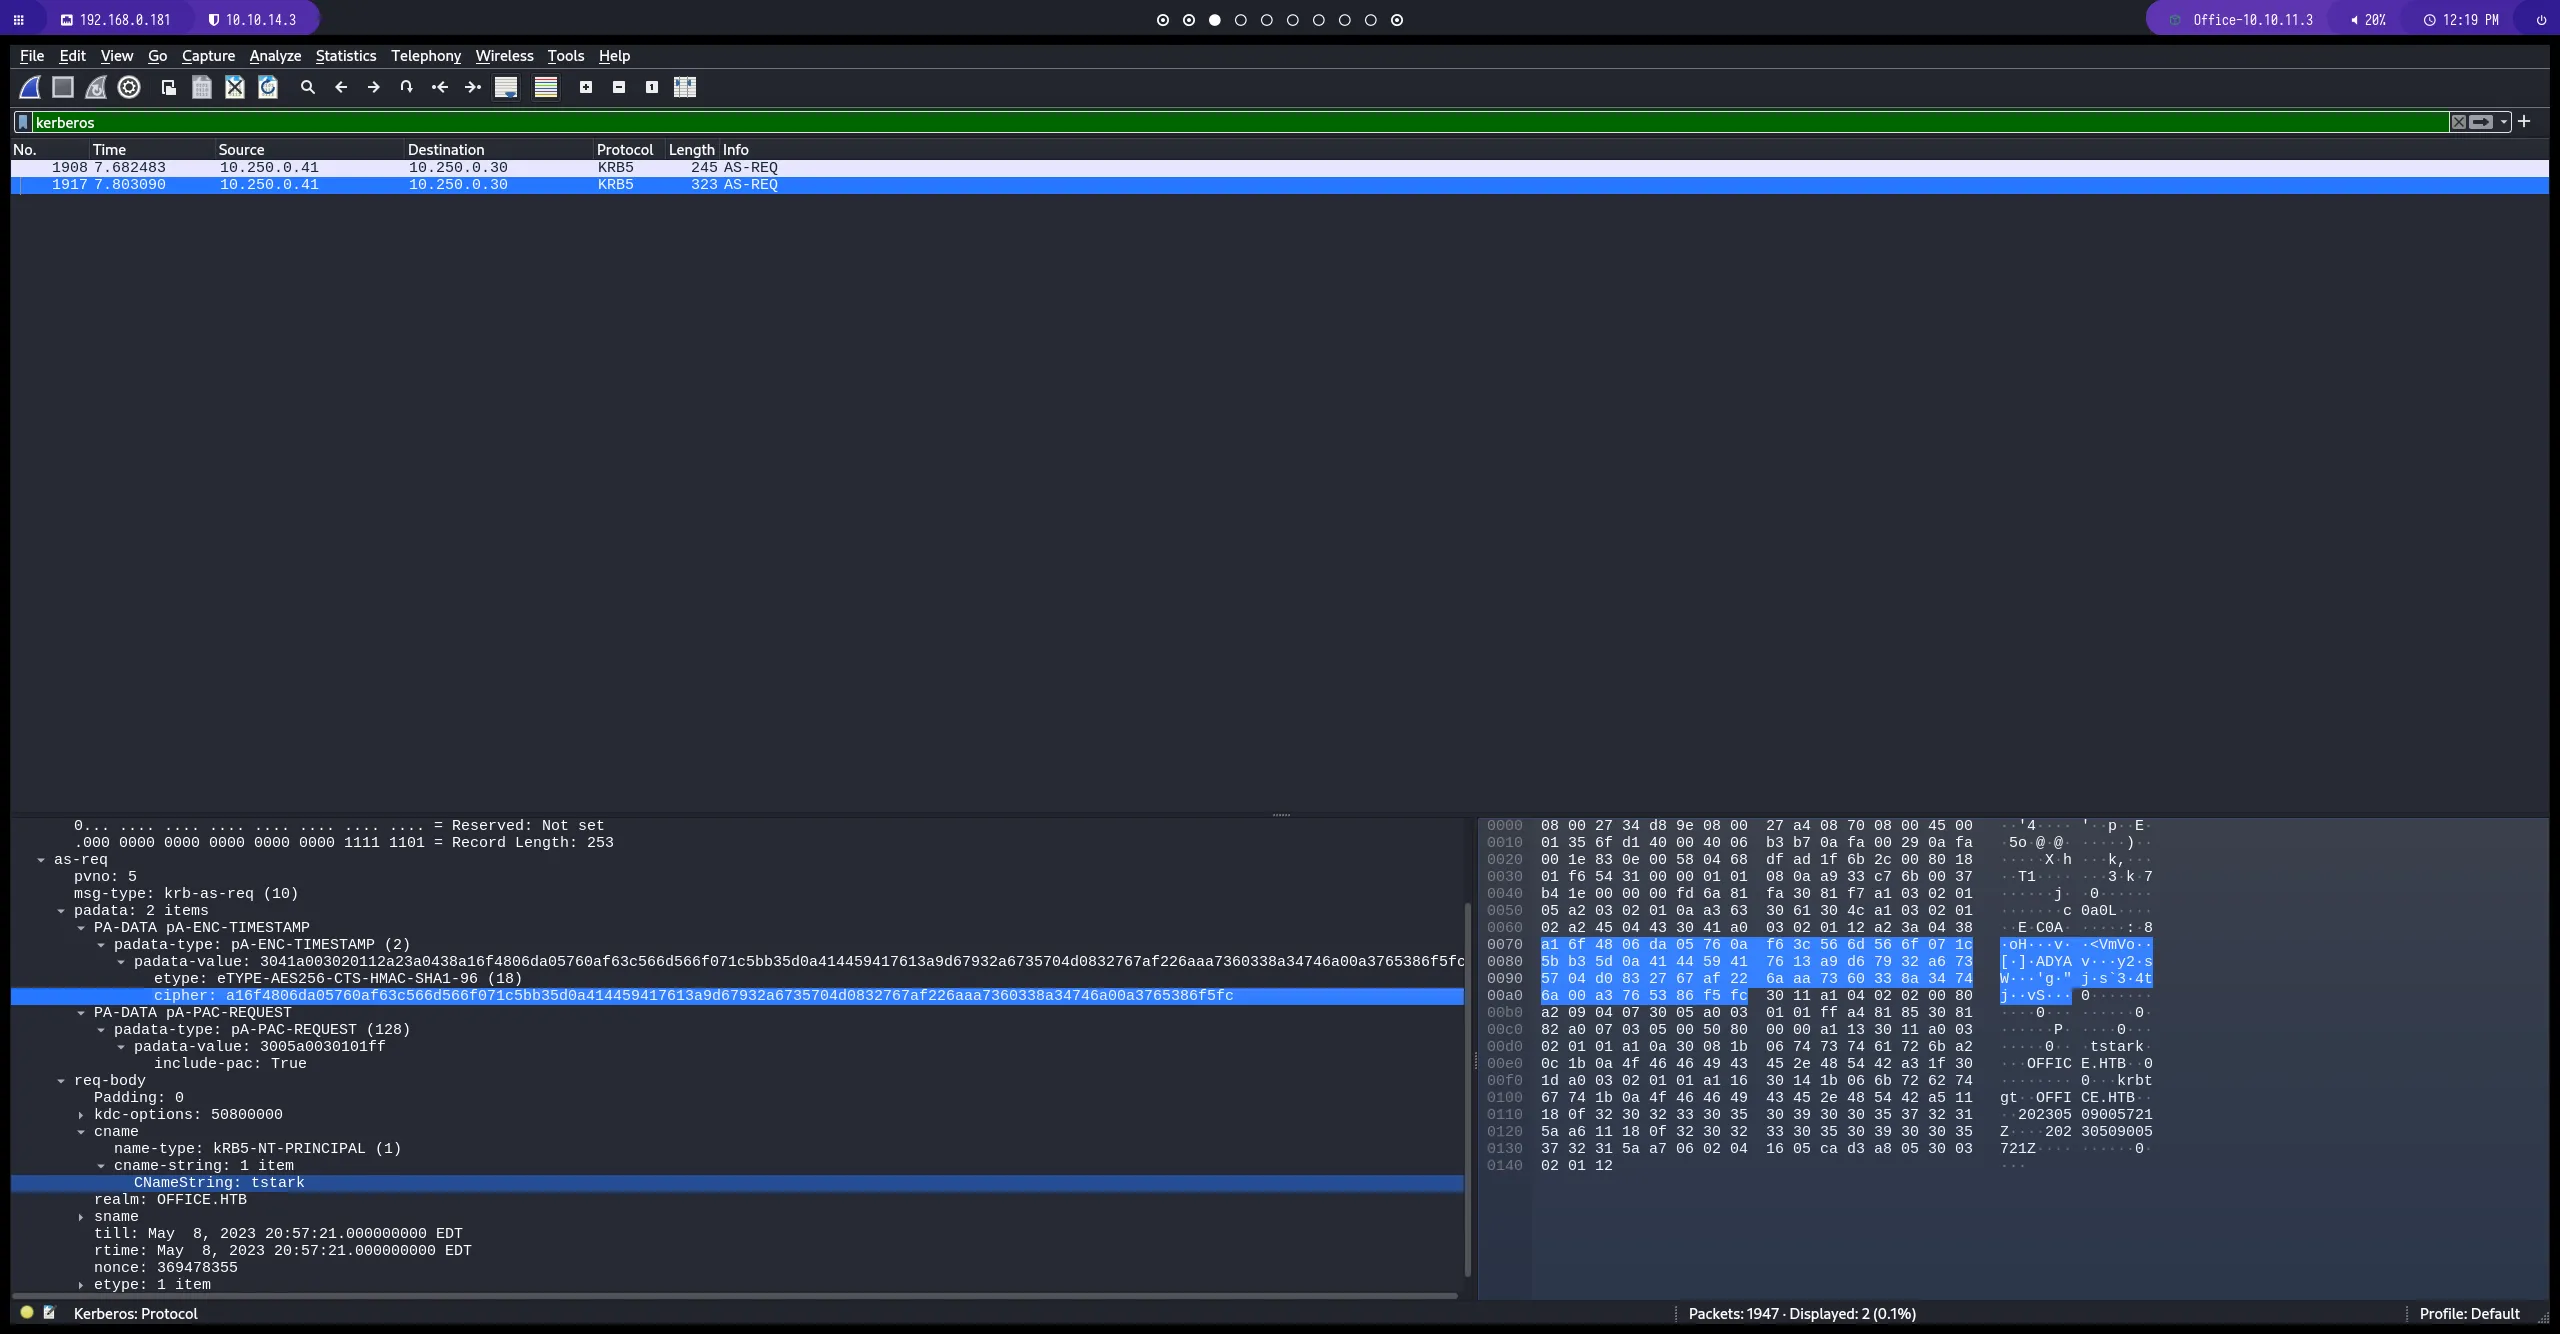 192.168.0.181 10.10.14.3 Office-10.10.11.3 20% 12:19 PM
File Edit View Go Capture Analyze Statistics Telephony Wireless Tools Help
kerberos
No. Time Source Destination Protocol Length Info
1908 7.682483 10.250.0.41 10.250.0.30 KRB5 245 AS-REQ
1917 7.803090 10.250.0.41 10.250.0.30 KRB5 323 AS-REQ
0... .... .... .... .... .... .... .... = Reserved: Not set
.000 0000 0000 0000 0000 0000 1111 1101 = Record Length: 253
as-req
pvno: 5
msg-type: krb-as-req (10)
padata: 2 items
PA-DATA pA-ENC-TIMESTAMP
padata-type: pA-ENC-TIMESTAMP (2)
padata-value: 3041a003020112a23a0438a16f4806da05760af63c566d566f071c5bb35d0a414459417613a9d67932a6735704d0832767af226aaa7360338a34746a00a3765386f5fc
etype: eTYPE-AES256-CTS-HMAC-SHA1-96 (18)
cipher: a16f4806da05760af63c566d566f071c5bb35d0a414459417613a9d67932a6735704d0832767af226aaa7360338a34746a00a3765386f5fc
PA-DATA pA-PAC-REQUEST
padata-type: pA-PAC-REQUEST (128)
padata-value: 3005a0030101ff
include-pac: True
req-body
Padding: 0
kdc-options: 50800000
cname
name-type: kRB5-NT-PRINCIPAL (1)
cname-string: 1 item
CNameString: tstark
realm: OFFICE.HTB
sname
till: May  8, 2023 20:57:21.000000000 EDT
rtime: May  8, 2023 20:57:21.000000000 EDT
nonce: 369478355
etype: 1 item
0000 08 00 27 34 d8 9e 08 00 27 a4 08 70 08 00 45 00 ··'4···· '··p··E·
0010 01 35 6f d1 40 00 40 06 b3 b7 0a fa 00 29 0a fa ·5o·@·@· ·····)··
0020 00 1e 83 0e 00 58 04 68 df ad 1f 6b 2c 00 80 18 ·····X·h ···k,···
0030 01 f6 54 31 00 00 01 01 08 0a a9 33 c7 6b 00 37 ··T1···· ···3·k·7
0040 b4 1e 00 00 00 fd 6a 81 fa 30 81 f7 a1 03 02 01 ······j· ·0······
0050 05 a2 03 02 01 0a a3 63 30 61 30 4c a1 03 02 01 ·······c 0a0L····
0060 02 a2 45 04 43 30 41 a0 03 02 01 12 a2 3a 04 38 ··E·C0A· ·····:·8
0070 a1 6f 48 06 da 05 76 0a f6 3c 56 6d 56 6f 07 1c ·oH···v· ·<VmVo··
0080 5b b3 5d 0a 41 44 59 41 76 13 a9 d6 79 32 a6 73 [·]·ADYA v···y2·s
0090 57 04 d0 83 27 67 af 22 6a aa 73 60 33 8a 34 74 W···'g·" j·s`3·4t
00a0 6a 00 a3 76 53 86 f5 fc 30 11 a1 04 02 02 00 80 j··vS··· 0·······
00b0 a2 09 04 07 30 05 a0 03 01 01 ff a4 81 85 30 81 ····0··· ······0·
00c0 82 a0 07 03 05 00 50 80 00 00 a1 13 30 11 a0 03 ······P· ····0···
00d0 02 01 01 a1 0a 30 08 1b 06 74 73 74 61 72 6b a2 ·····0·· ·tstark·
00e0 0c 1b 0a 4f 46 46 49 43 45 2e 48 54 42 a3 1f 30 ···OFFIC E.HTB··0
00f0 1d a0 03 02 01 01 a1 16 30 14 1b 06 6b 72 62 74 ········ 0···krbt
0100 67 74 1b 0a 4f 46 46 49 43 45 2e 48 54 42 a5 11 gt··OFFI CE.HTB··
0110 18 0f 32 30 32 33 30 35 30 39 30 30 35 37 32 31 ··202305 09005721
0120 5a a6 11 18 0f 32 30 32 33 30 35 30 39 30 30 35 Z····202 30509005
0130 37 32 31 5a a7 06 02 04 16 05 ca d3 a8 05 30 03 721Z···· ······0·
0140 02 01 12 ···
Kerberos: Protocol Packets: 1947 · Displayed: 2 (0.1%) Profile: Default